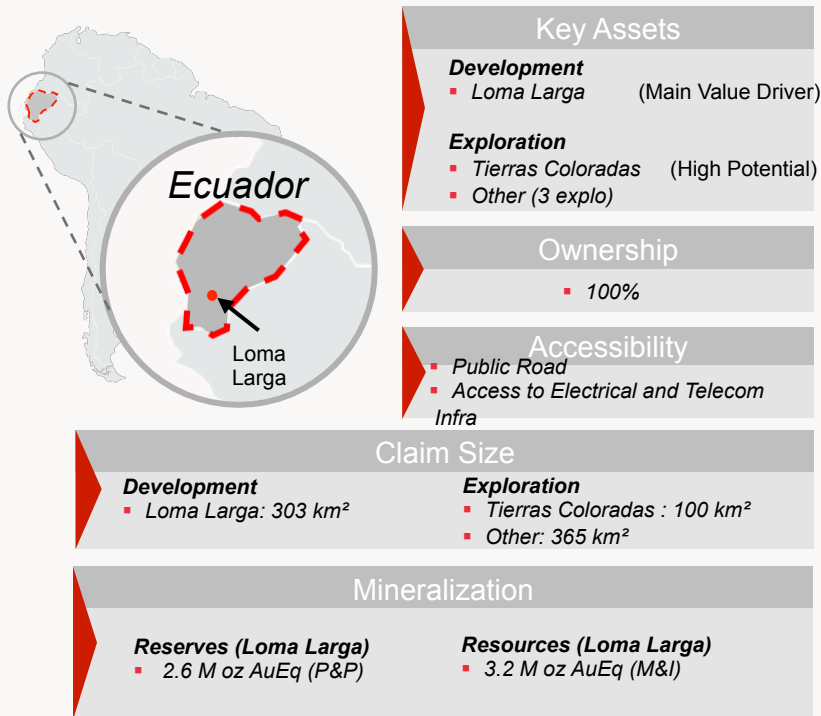 Ecuador
Loma
Larga
Key Assets
Development
▪ Loma Larga (Main Value Driver)
Exploration
▪ Tierras Coloradas (High Potential)
▪ Other (3 explo)
Ownership
▪ 100%
Accessibility
▪ Public Road
▪ Access to Electrical and Telecom
Infra
Claim Size
Development
▪ Loma Larga: 303 km²
Exploration
▪ Tierras Coloradas : 100 km²
▪ Other: 365 km²
Mineralization
Reserves (Loma Larga)
▪ 2.6 M oz AuEq (P&P)
Resources (Loma Larga)
▪ 3.2 M oz AuEq (M&I)